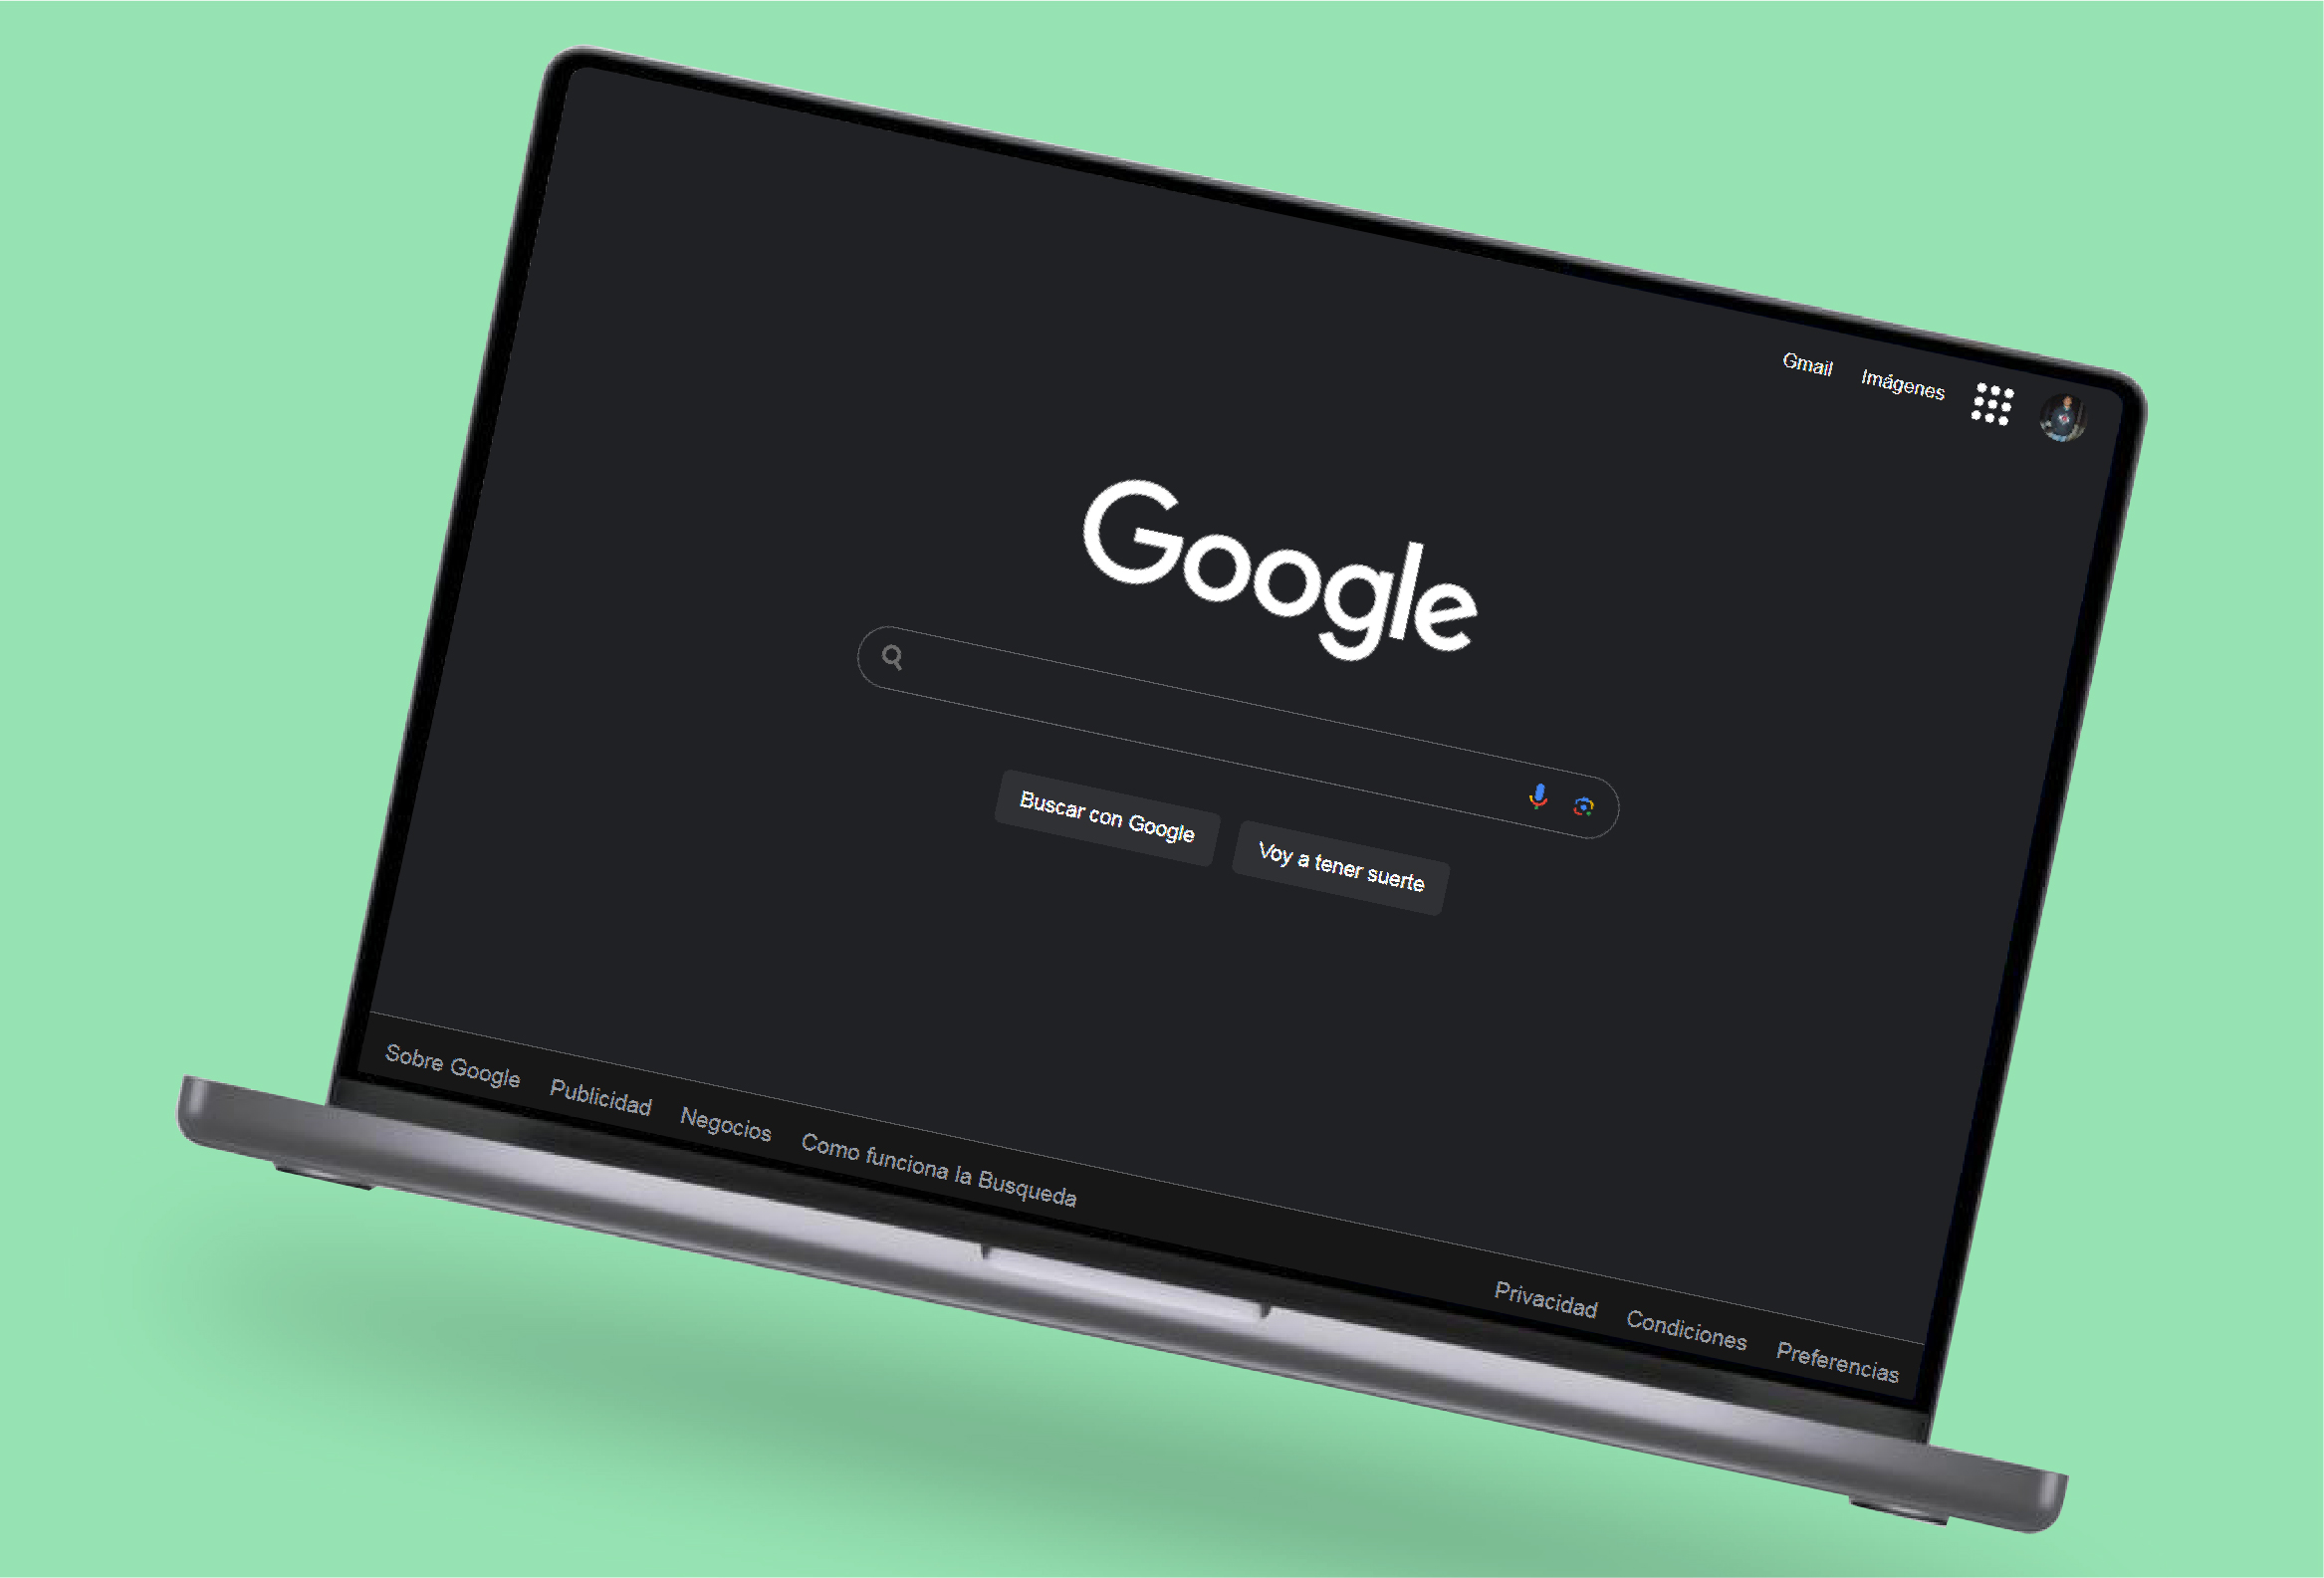 Gmail Imágenes
Google
Buscar con Google Voy a tener suerte
Sobre Google Publicidad Negocios Como funciona la Busqueda Privacidad Condiciones Preferencias